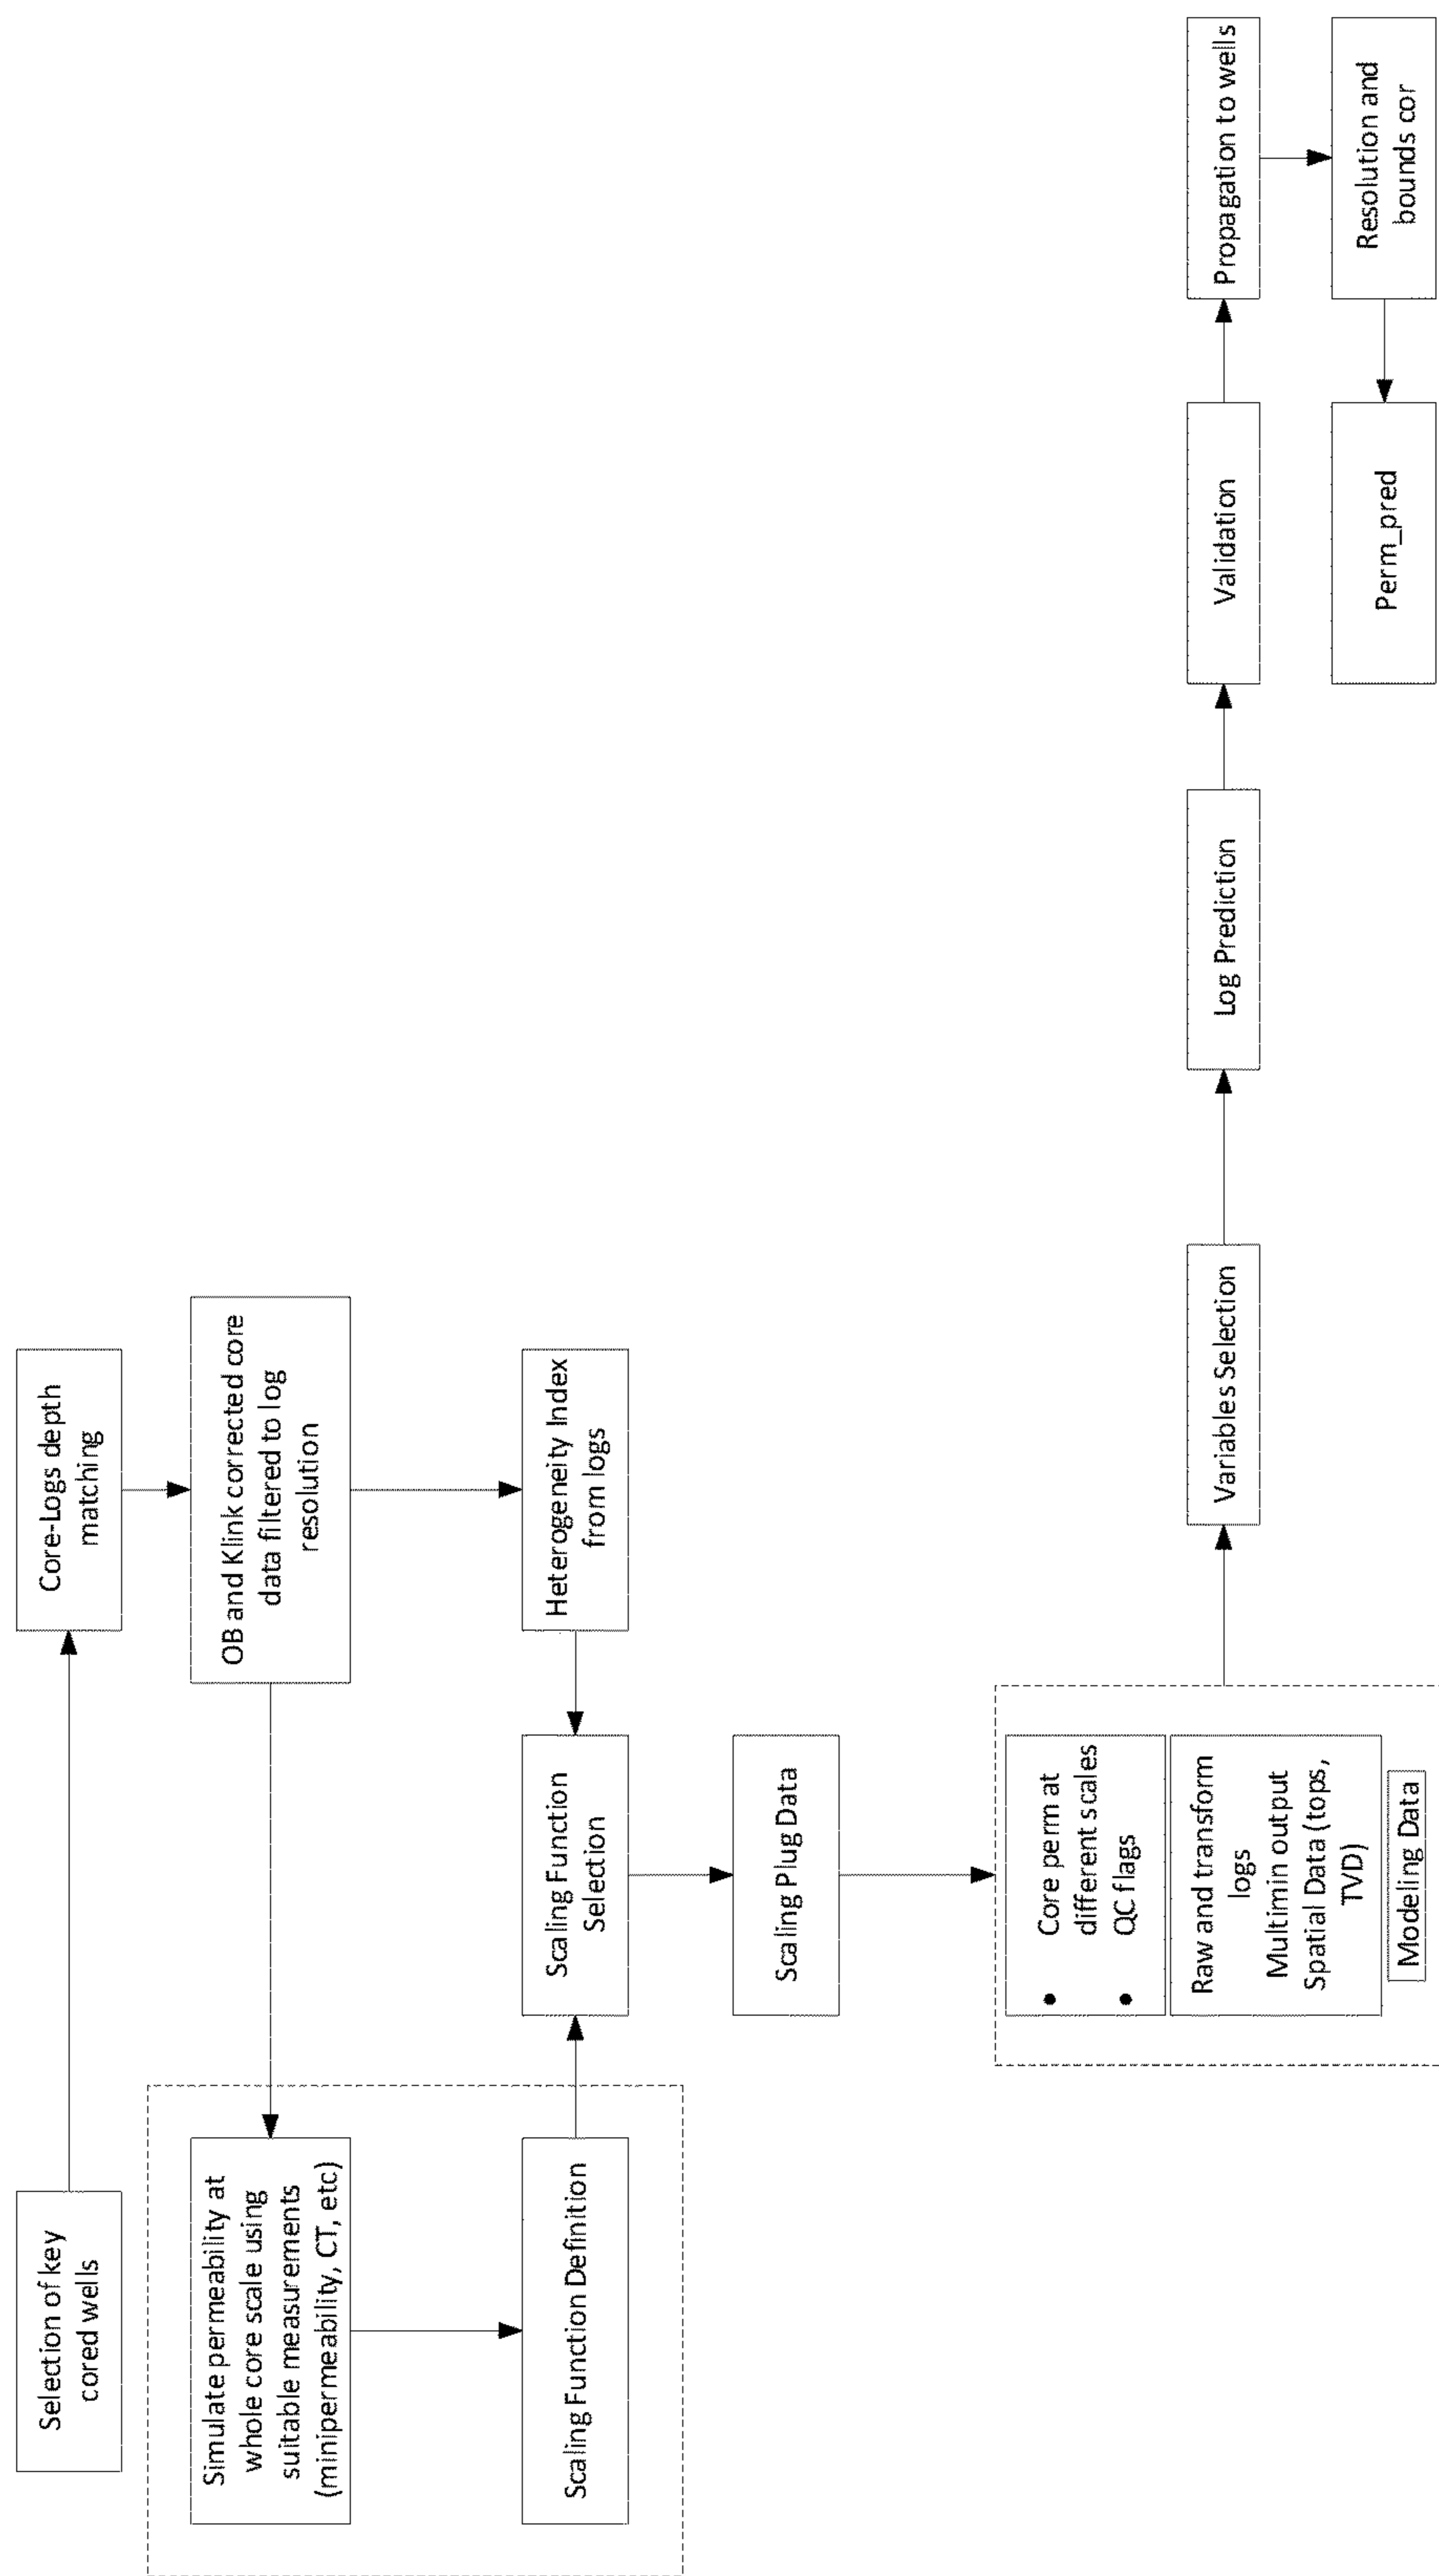 Selection of key
cored wells
Core-Logs depth
matching
Simulate permeability at
whole core scale using
suitable measurements
(minipermeability, CT, etc)
OB and Klink corrected core
data filtered to log
resolution
Scaling Function Definition
Scaling Function
Selection
Heterogeneity Index
from logs
Scaling Plug Data
• Core perm at
different scales
• QC flags
Raw and transform
logs
Multimin output
Spatial Data (tops,
TVD)
Modeling Data
Variables Selection
Log Prediction
Validation
Propagation to wells
Perm_pred
Resolution and
bounds cor